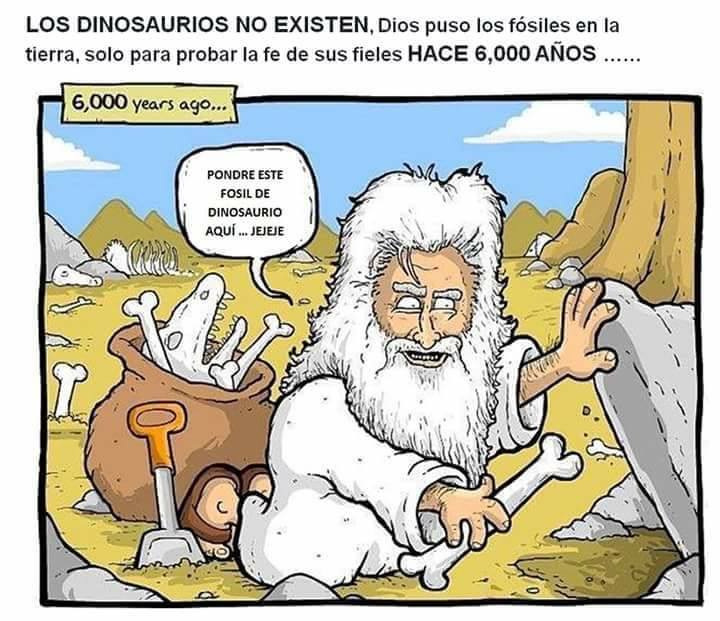 LOS DINOSAURIOS NO EXISTEN, Dios puso los fósiles en la
tierra, solo para probar la fe de sus fieles HACE 6,000 AÑOS ......
6,000 years ago...
PONDRE ESTE
FOSIL DE
DINOSAURIO
AQUÍ ... JEJEJE